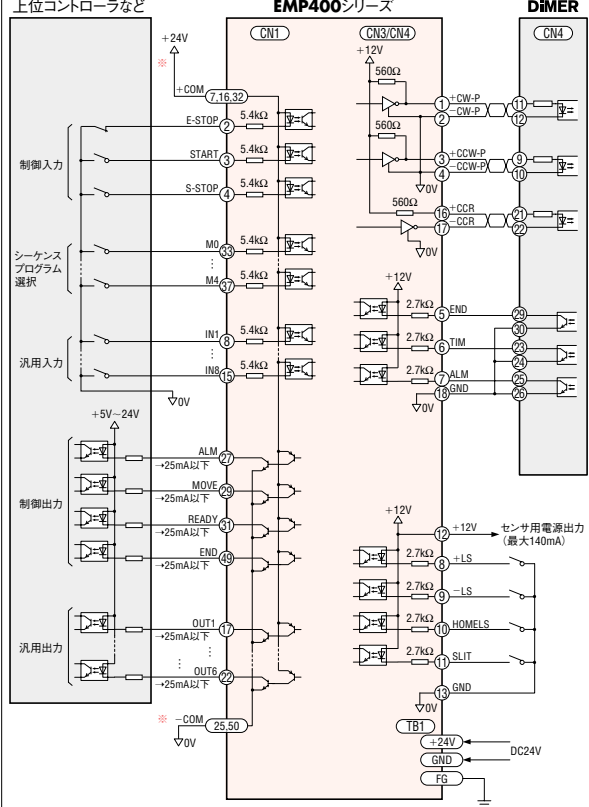 上位コントローラなど
EMP400シリーズ
DiMER
CN1
CN3/CN4
CN4
+24V
※
+COM
7,16,32
+12V
560Ω
1
+CW-P
11
2
−CW-P
12
E-STOP
2
5.4kΩ
560Ω
制御入力
START
3
5.4kΩ
3
+CCW-P
9
4
−CCW-P
10
0V
S-STOP
4
5.4kΩ
560Ω
16
+CCR
21
17
−CCR
22
0V
シーケンス
プログラム
選択
M0
33
5.4kΩ
M4
37
5.4kΩ
+12V
2.7kΩ
5
END
29
30
汎用入力
IN1
8
5.4kΩ
2.7kΩ
6
TIM
23
24
IN8
15
5.4kΩ
2.7kΩ
7
ALM
25
18
GND
26
0V
0V
+5V~24V
制御出力
ALM
27
→25mA以下
MOVE
29
→25mA以下
READY
31
→25mA以下
END
49
→25mA以下
+12V
12
+12V
センサ用電源出力
(最大140mA)
2.7kΩ
8
+LS
2.7kΩ
9
−LS
汎用出力
OUT1
17
→25mA以下
2.7kΩ
10
HOMELS
2.7kΩ
11
SLIT
OUT6
22
→25mA以下
13
GND
0V
※
−COM
25.50
0V
TB1
+24V
GND
DC24V
FG